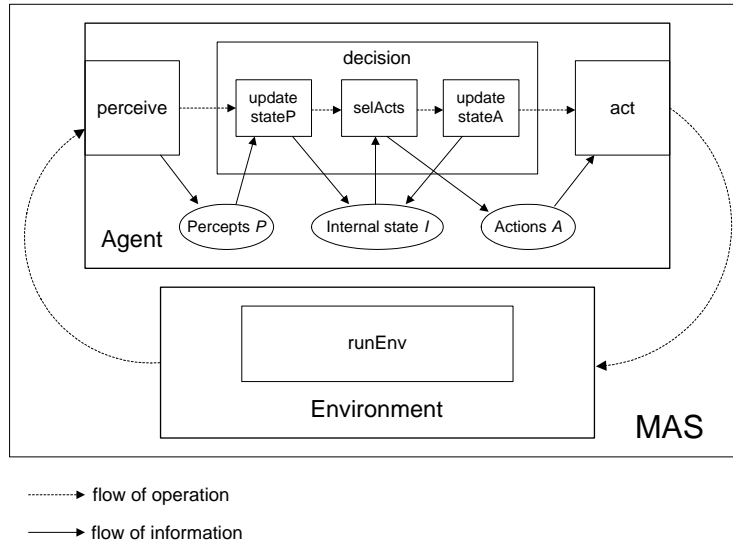 decision
perceive
update
stateP
selActs
update
stateA
act
Percepts P
Internal state I
Actions A
Agent
runEnv
Environment
MAS
flow of operation
flow of information